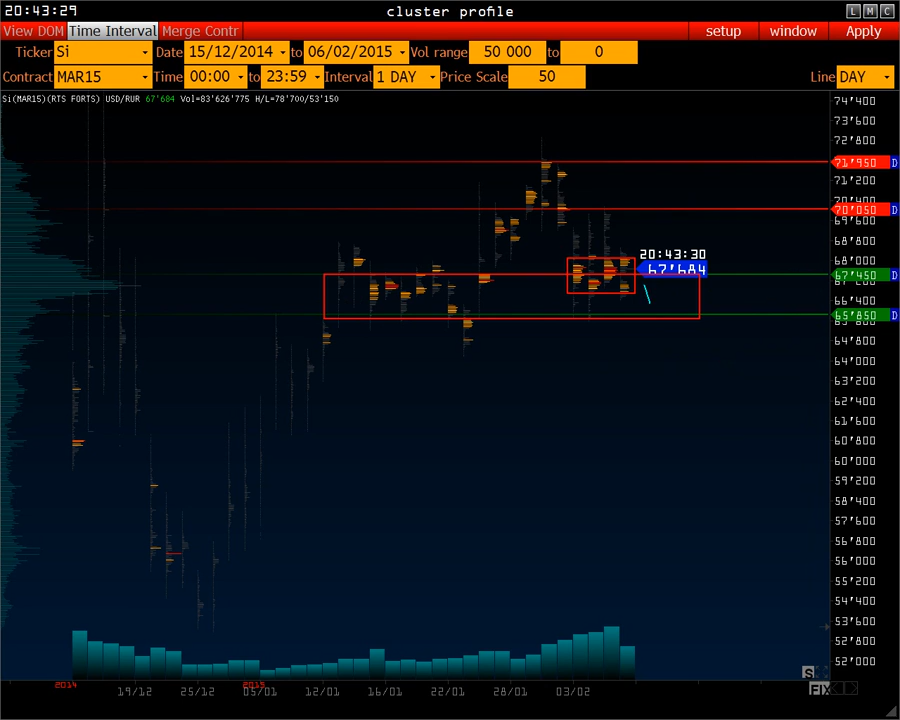 20:43:29 cluster profile L M C
View DOM Time Interval Merge Contr setup window Apply
Ticker Si Date 15/12/2014 to 06/02/2015 Vol range 50 000 to 0
Contract MAR15 Time 00:00 to 23:59 Interval 1 DAY Price Scale 50 Line DAY
Si(MAR15)(RTS FORTS) USD/RUR 67'684 Vol=83'626'775 H/L=78'700/53'150
74'400
73'600
72'800
71'950 D
71'200
70'050 D
69'600
68'800
20:43:30
68'000
67'684
67'450 D
66'400
65'850 D
64'800
64'000
63'200
62'400
61'600
60'800
60'000
59'200
58'400
57'600
56'800
56'000
55'200
54'400
53'600
52'800
52'000
S
2014 2015
19/12 25/12 05/01 12/01 16/01 22/01 28/01 03/02
FIX